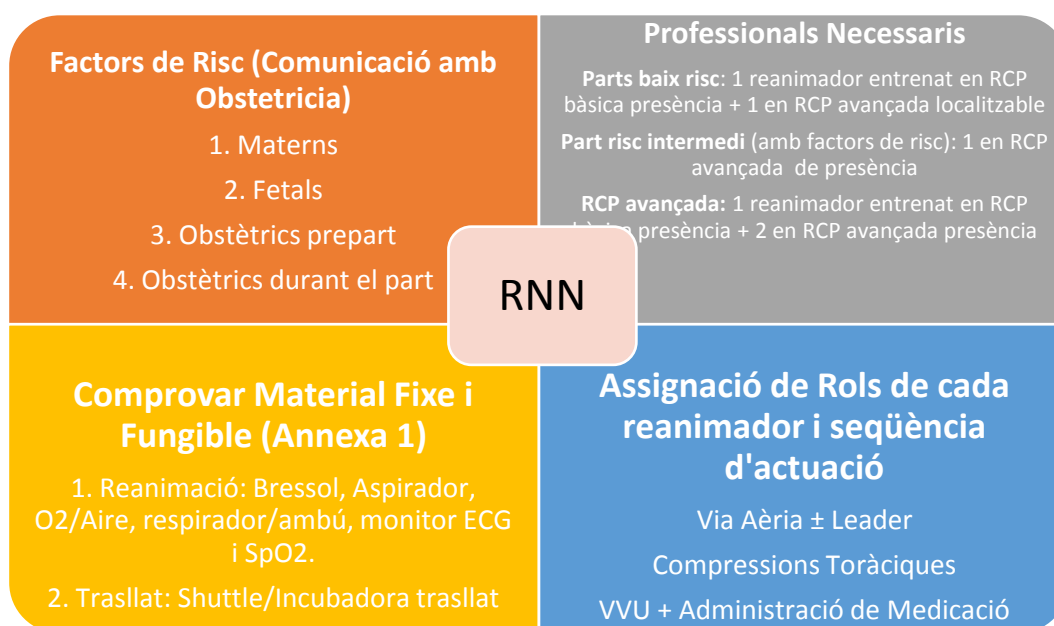 Factors de Risc (Comunicació amb
Obstetricia)
1. Materns
2. Fetals
3. Obstètrics prepart
4. Obstètrics durant el part
Professionals Necessaris
Parts baix risc: 1 reanimador entrenat en RCP
bàsica presència + 1 en RCP avançada localitzable
Part risc intermedi (amb factors de risc): 1 en RCP
avançada de presència
RCP avançada: 1 reanimador entrenat en RCP
presència + 2 en RCP avançada presència
RNN
Comprovar Material Fixe i
Fungible (Annexa 1)
1. Reanimació: Bressol, Aspirador,
O2/Aire, respirador/ambú, monitor ECG
i SpO2.
2. Trasllat: Shuttle/Incubadora trasllat
Assignació de Rols de cada
reanimador i seqüència
d'actuació
Via Aèria ± Leader
Compressions Toràciques
VVU + Administració de Medicació